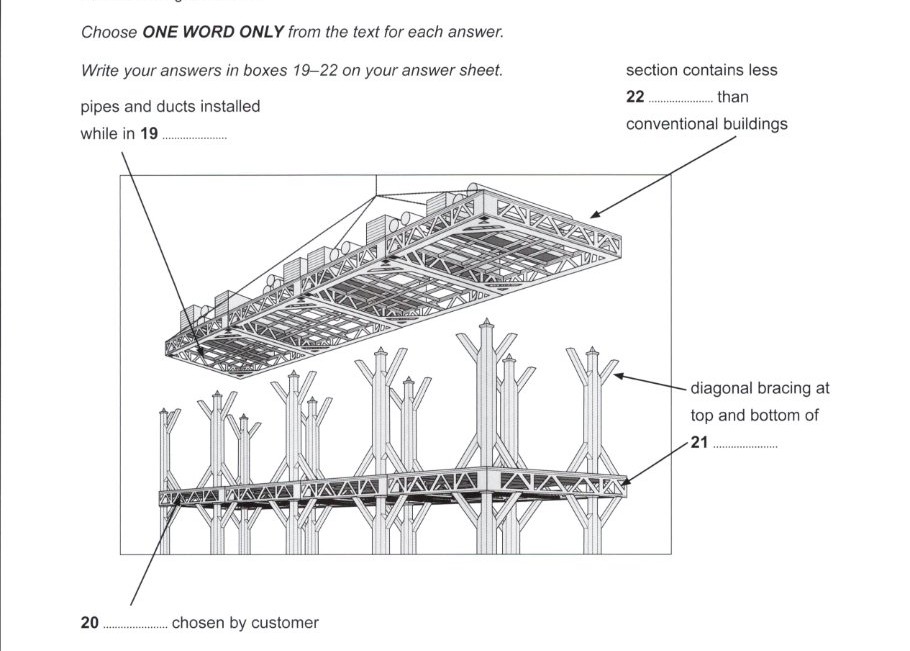 Choose ONE WORD ONLY from the text for each answer.
Write your answers in boxes 19–22 on your answer sheet.
pipes and ducts installed
while in 19 ......................
section contains less
22 ...................... than
conventional buildings
diagonal bracing at
top and bottom of
21 ......................
20 ...................... chosen by customer